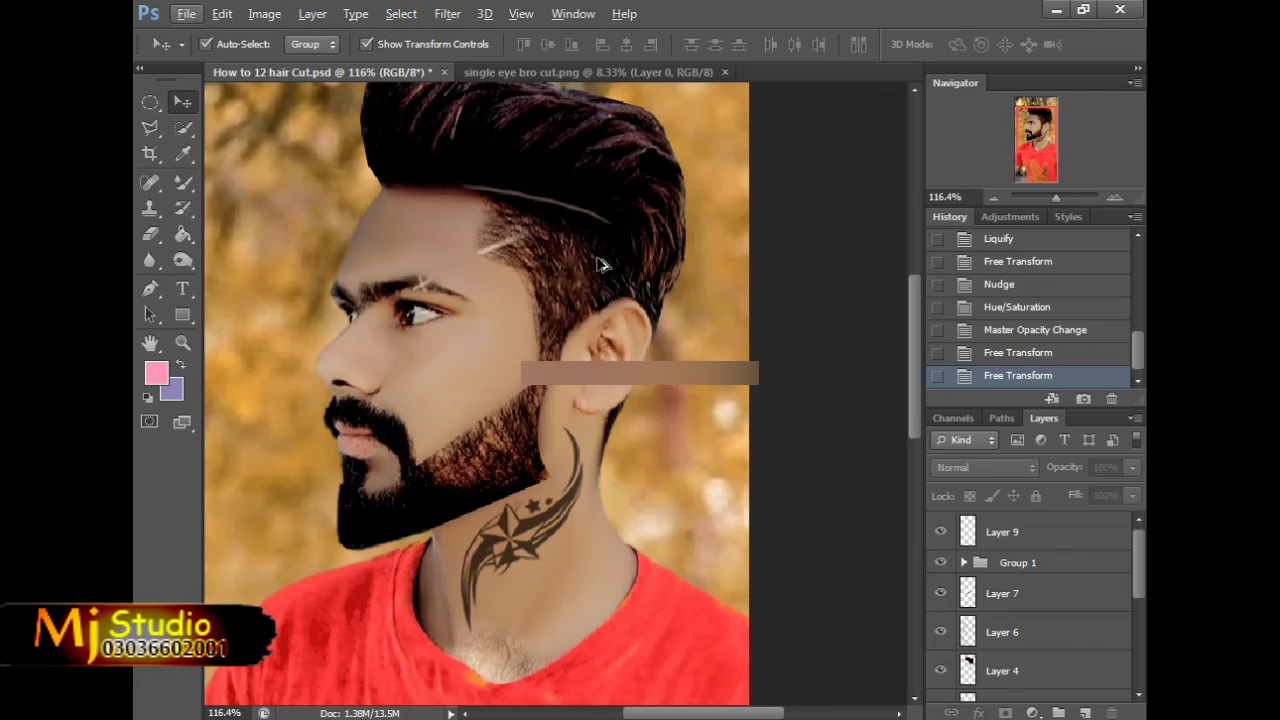 Ps File Edit Image Layer Type Select Filter 3D View Window Help
Auto-Select: Group Show Transform Controls 3D Mode:
How to 12 hair Cut.psd @ 116% (RGB/8*) * × single eye bro cut.png @ 8.33% (Layer 0, RGB/8) ×
Navigator
116.4%
History Adjustments Styles
Liquify
Free Transform
Nudge
Hue/Saturation
Master Opacity Change
Free Transform
Free Transform
Channels Paths Layers
Kind
Normal Opacity: 100%
Lock: Fill: 100%
Layer 9
Group 1
Layer 7
Layer 6
Layer 4
Mj Studio
03036602001
116.4% Doc: 1.38M/13.5M